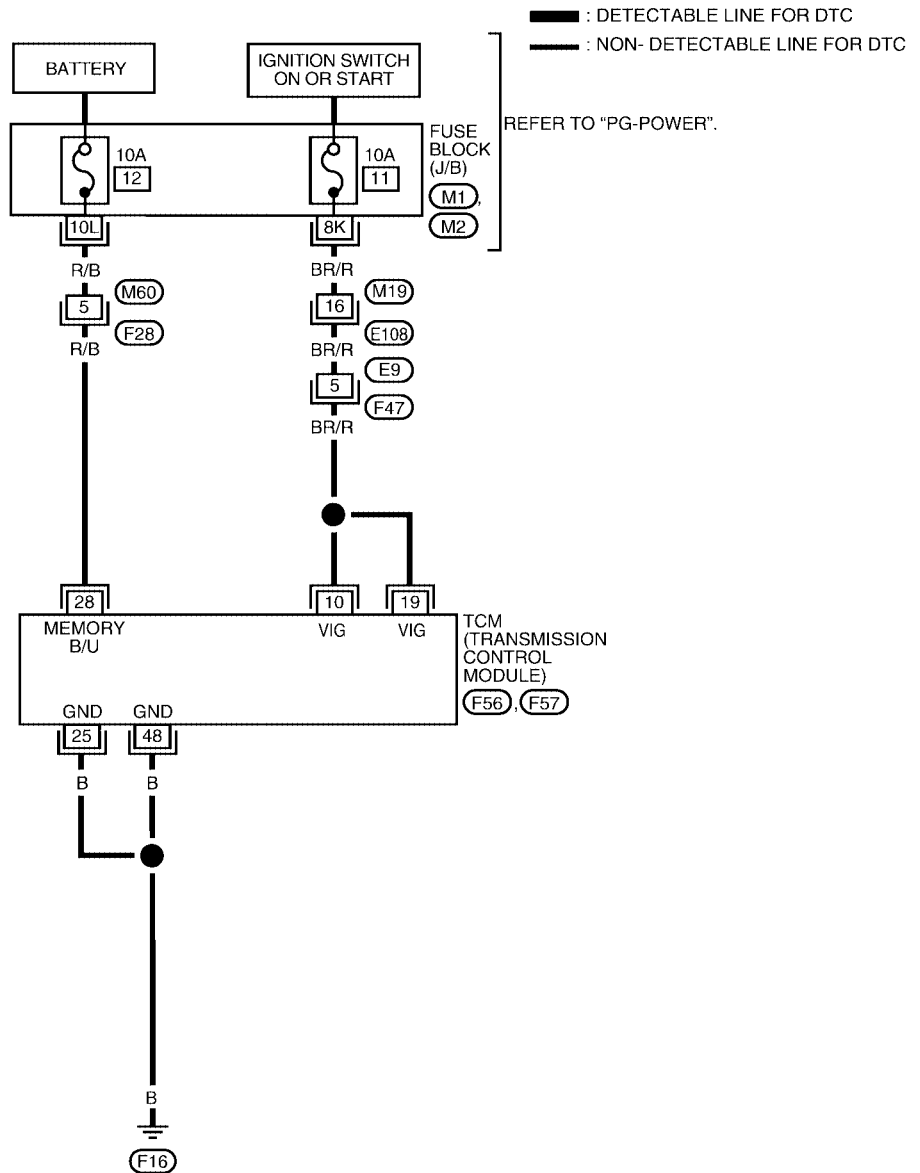 : DETECTABLE LINE FOR DTC
: NON- DETECTABLE LINE FOR DTC
BATTERY
IGNITION SWITCH
ON OR START
REFER TO “PG-POWER”.
10A
12
10A
11
FUSE
BLOCK
(J/B)
M1,
M2
10L
8K
R/B
BR/R
5
M60
16
M19
F28
E108
R/B
BR/R
E9
5
F47
BR/R
28
10
19
MEMORY
B/U
VIG
VIG
TCM
(TRANSMISSION
CONTROL
MODULE)
F56, F57
GND
GND
25
48
B
B
B
F16